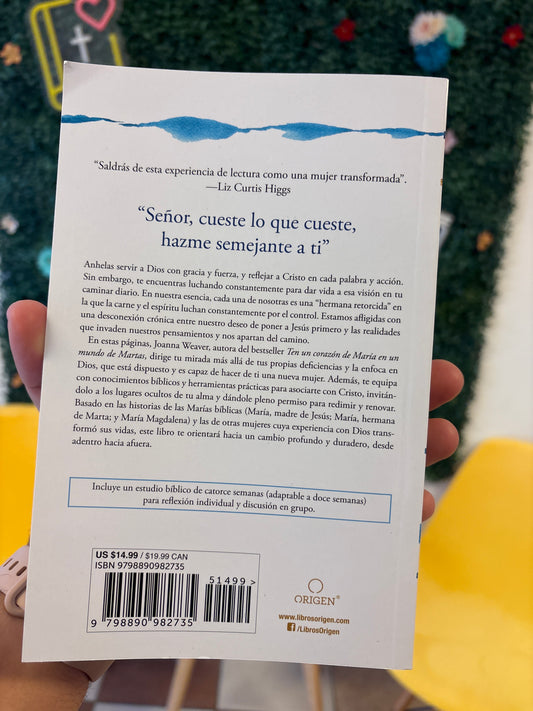 “Saldrás de esta experiencia de lectura como una mujer transformada”.
—Liz Curtis Higgs
“Señor, cueste lo que cueste,
hazme semejante a ti”
Anhelas servir a Dios con gracia y fuerza, y reflejar a Cristo en cada palabra y acción.
Sin embargo, te encuentras luchando constantemente para dar vida a esa visión en tu
caminar diario. En nuestra esencia, cada una de nosotras es una “hermana retorcida” en
la que la carne y el espíritu luchan constantemente por el control. Estamos afligidas con
una desconexión crónica entre nuestro deseo de poner a Jesús primero y las realidades
que invaden nuestros pensamientos y nos apartan del camino.
En estas páginas, Joanna Weaver, autora del bestseller Ten un corazón de María en un
mundo de Martas, dirige tu mirada más allá de tus propias deficiencias y la enfoca en
Dios, que está dispuesto y es capaz de hacer de ti una nueva mujer. Además, te equipa
con conocimientos bíblicos y herramientas prácticas para asociarte con Cristo, invitán-
dolo a los lugares ocultos de tu alma y dándole pleno permiso para redimir y renovar.
Basado en las historias de las Marías bíblicas (María, madre de Jesús; María, hermana
de Marta; y María Magdalena) y las de otras mujeres cuya experiencia con Dios trans-
formó sus vidas, este libro te orientará hacia un cambio profundo y duradero, desde
adentro hacia afuera.
Incluye un estudio bíblico de catorce semanas (adaptable a doce semanas)
para reflexión individual y discusión en grupo.
US $14.99 / $19.99 CAN
ISBN 9798890982735
51499>
9 798890 982735
ORIGEN®
www.librosorigen.com
/LibrosOrigen